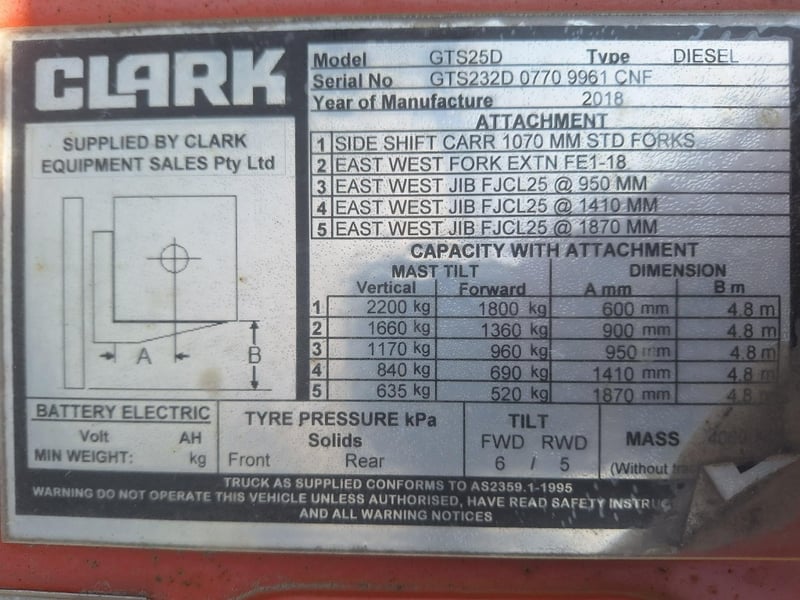 CLARK
Model GTS25D Type DIESEL
Serial No GTS232D 0770 9961 CNF
Year of Manufacture 2018
SUPPLIED BY CLARK
EQUIPMENT SALES Pty Ltd
A
B
ATTACHMENT
1 SIDE SHIFT CARR 1070 MM STD FORKS
2 EAST WEST FORK EXTN FE1-18
3 EAST WEST JIB FJCL25 @ 950 MM
4 EAST WEST JIB FJCL25 @ 1410 MM
5 EAST WEST JIB FJCL25 @ 1870 MM
CAPACITY WITH ATTACHMENT
MAST TILT DIMENSION
Vertical Forward A mm B m
1 2200 kg 1800 kg 600 mm 4.8 m
2 1660 kg 1360 kg 900 mm 4.8 m
3 1170 kg 960 kg 950 mm 4.8 m
4 840 kg 690 kg 1410 mm 4.8 m
5 635 kg 520 kg 1870 mm 4.8 m
BATTERY ELECTRIC
Volt AH
MIN WEIGHT: kg
TYRE PRESSURE kPa
Solids
Front Rear
TILT
FWD RWD
6 / 5
MASS
(Without
TRUCK AS SUPPLIED CONFORMS TO AS2359.1-1995
WARNING DO NOT OPERATE THIS VEHICLE UNLESS AUTHORISED, HAVE READ SAFETY
AND ALL WARNING NOTICES